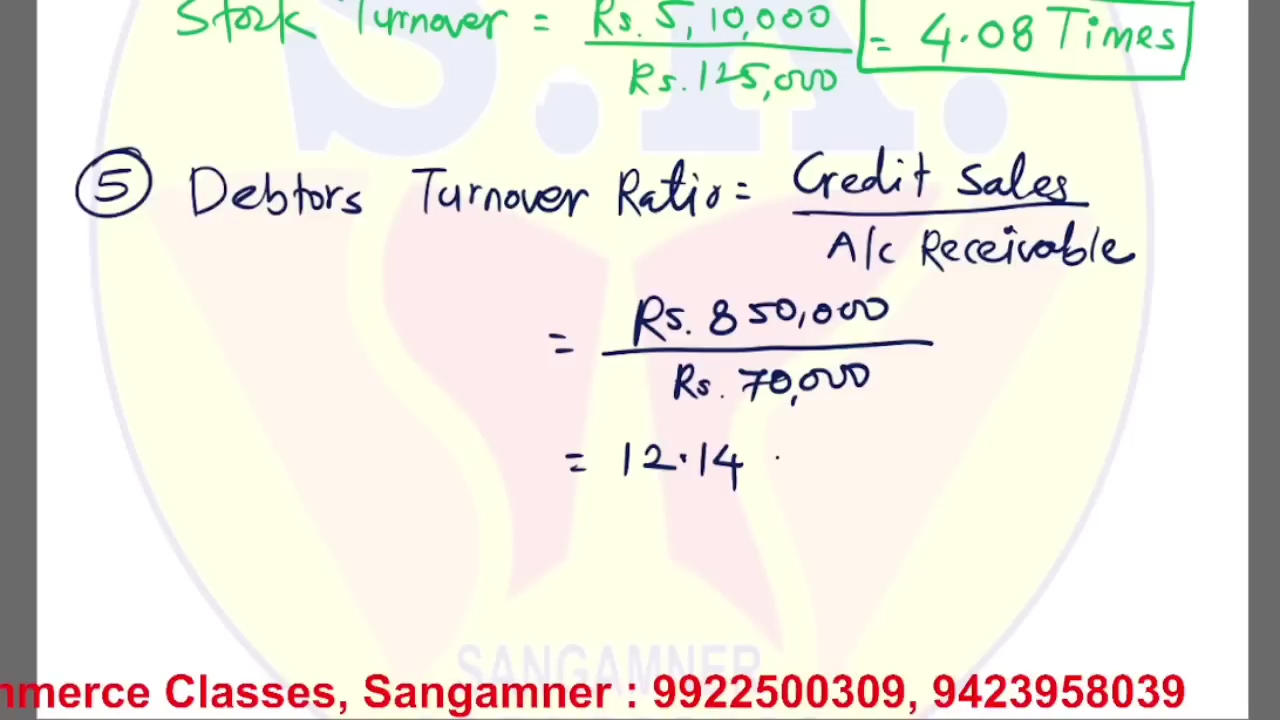 Stock Turnover = Rs. 5,10,000 / Rs. 125,000 = 4.08 Times
5 Debtors Turnover Ratio = Credit Sales / A/c Receivable
= Rs. 850,000 / Rs. 70,000
= 12.14
SANGAMNER
mmerce Classes, Sangamner : 9922500309, 9423958039